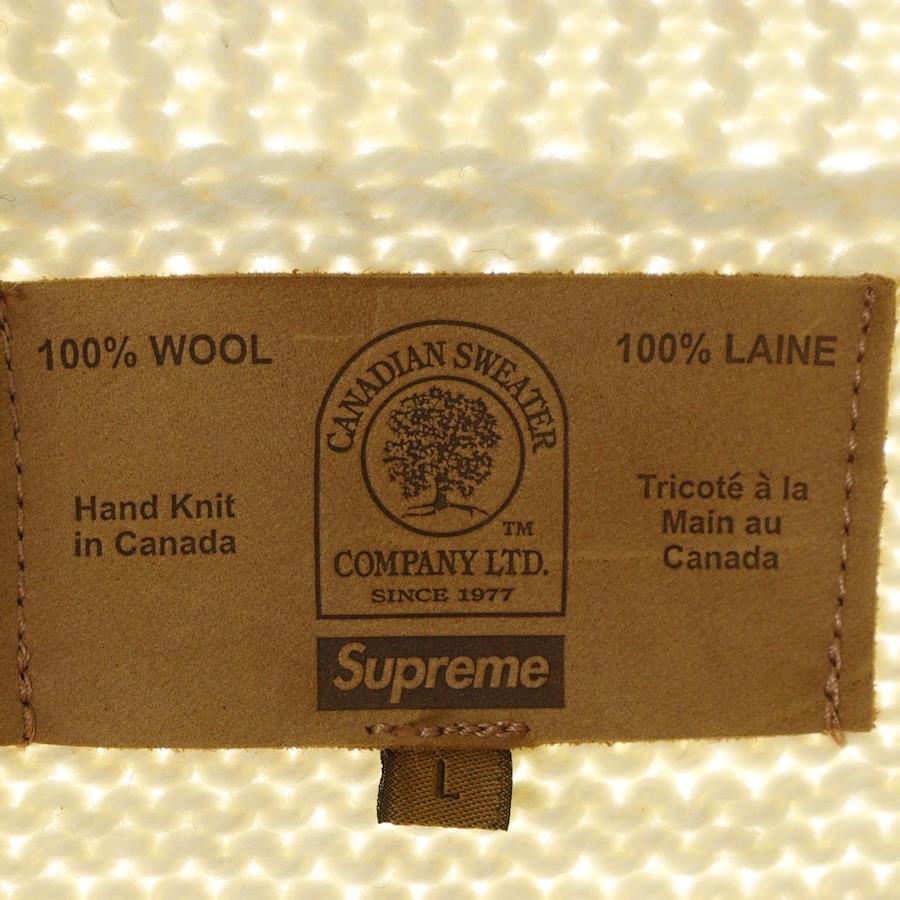 100% WOOL
Hand Knit
in Canada
CANADIAN SWEATER
TM
COMPANY LTD.
SINCE 1977
Supreme
100% LAINE
Tricoté à la
Main au
Canada
L